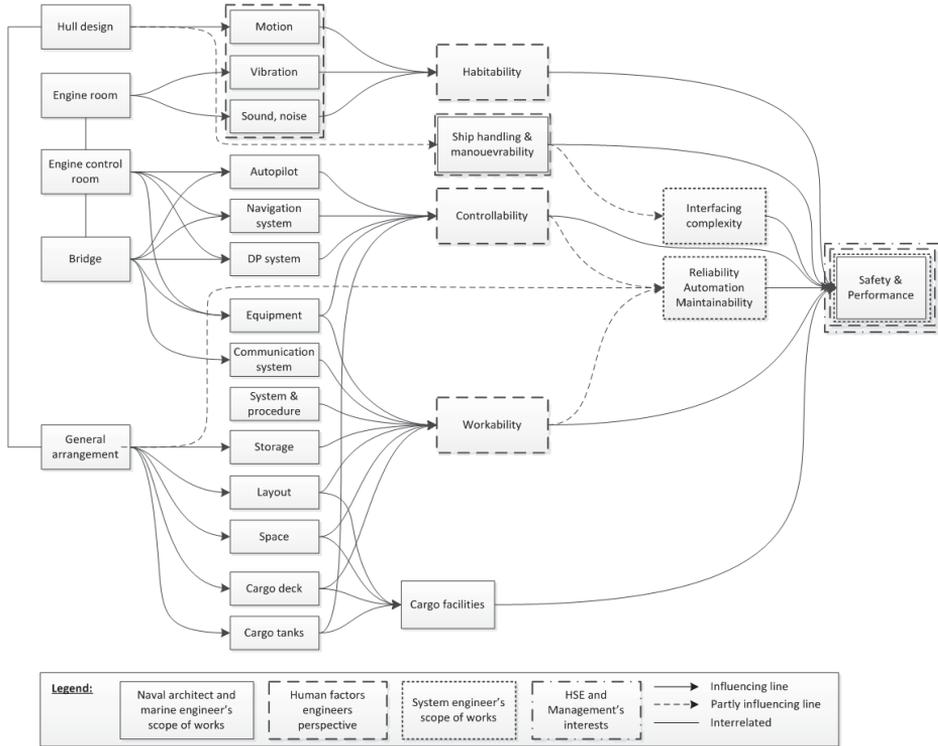 Hull design
Engine room
Engine control
room
Bridge
General
arrangement
Motion
Vibration
Sound, noise
Autopilot
Navigation
system
DP system
Equipment
Communication
system
System &
procedure
Storage
Layout
Space
Cargo deck
Cargo tanks
Habitability
Ship handling &
manouevrability
Controllability
Workability
Cargo facilities
Interfacing
complexity
Reliability
Automation
Maintainability
Safety &
Performance
Legend:
Naval architect and
marine engineer's
scope of works
Human factors
engineers
perspective
System engineer's
scope of works
HSE and
Management's
interests
Influencing line
Partly influencing line
Interrelated